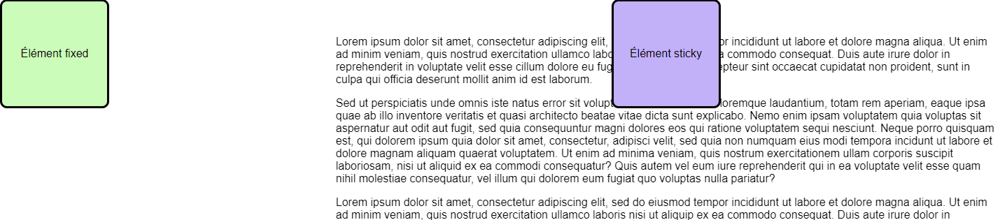 Élément fixed
Élément sticky
Lorem ipsum dolor sit amet, consectetur adipiscing elit, or incididunt ut labore et dolore magna aliqua. Ut enim
ad minim veniam, quis nostrud exercitation ullamco labo a commodo consequat. Duis aute irure dolor in
reprehenderit in voluptate velit esse cillum dolore eu fug epteur sint occaecat cupidatat non proident, sunt in
culpa qui officia deserunt mollit anim id est laborum.
Sed ut perspiciatis unde omnis iste natus error sit volupt loremque laudantium, totam rem aperiam, eaque ipsa
quae ab illo inventore veritatis et quasi architecto beatae vitae dicta sunt explicabo. Nemo enim ipsam voluptatem quia voluptas sit
aspernatur aut odit aut fugit, sed quia consequuntur magni dolores eos qui ratione voluptatem sequi nesciunt. Neque porro quisquam
est, qui dolorem ipsum quia dolor sit amet, consectetur, adipisci velit, sed quia non numquam eius modi tempora incidunt ut labore et
dolore magnam aliquam quaerat voluptatem. Ut enim ad minima veniam, quis nostrum exercitationem ullam corporis suscipit
laboriosam, nisi ut aliquid ex ea commodi consequatur? Quis autem vel eum iure reprehenderit qui in ea voluptate velit esse quam
nihil molestiae consequatur, vel illum qui dolorem eum fugiat quo voluptas nulla pariatur?
Lorem ipsum dolor sit amet, consectetur adipiscing elit, sed do eiusmod tempor incididunt ut labore et dolore magna aliqua. Ut enim
ad minim veniam, quis nostrud exercitation ullamco laboris nisi ut aliquip ex ea commodo consequat. Duis aute irure dolor in